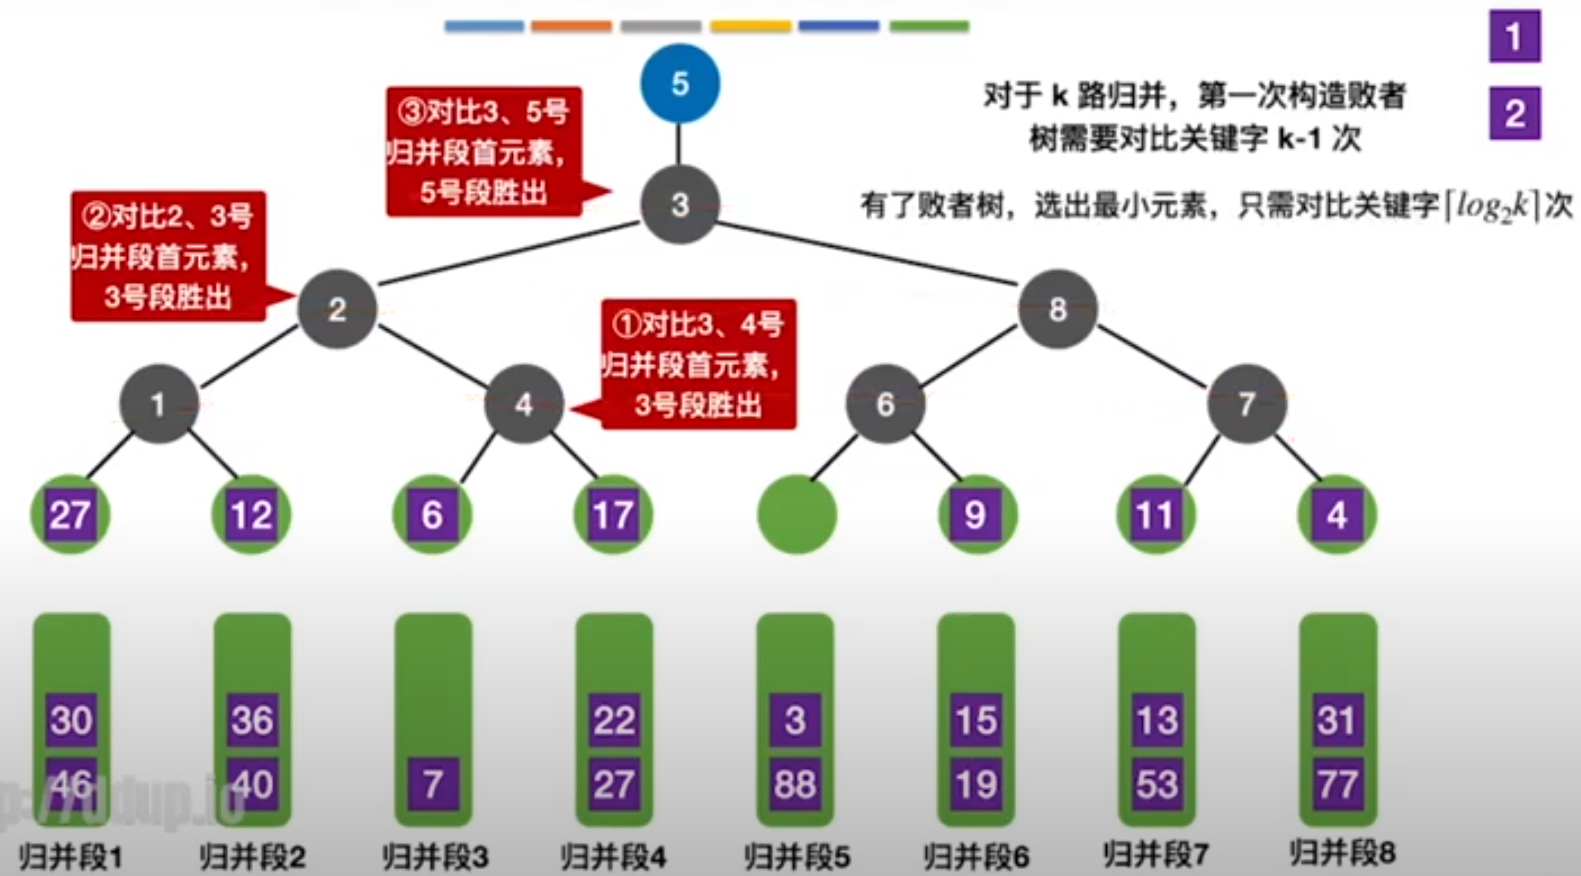 1
5
对于 k 路归并，第一次构造败者
树需要对比关键字 k-1 次
2
③对比3、5号
归并段首元素，
5号段胜出
3
有了败者树，选出最小元素，只需对比关键字⌈log₂k⌉次
②对比2、3号
归并段首元素，
3号段胜出
2
8
①对比3、4号
归并段首元素，
3号段胜出
1
4
6
7
27 12 6 17 9 11 4
30 36 22 3 15 13 31
46 40 7 27 88 19 53 77
p://ddup.io
归并段1 归并段2 归并段3 归并段4 归并段5 归并段6 归并段7 归并段8